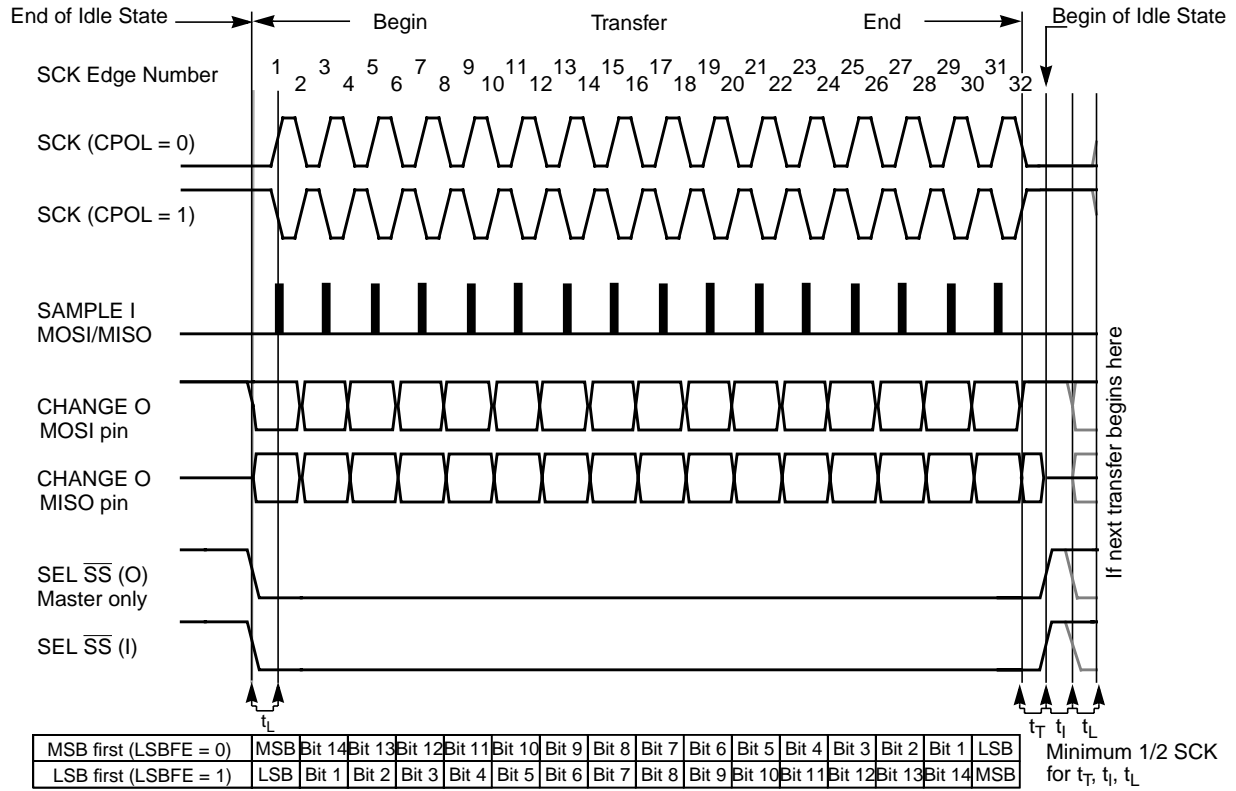 End of Idle State Begin Transfer End Begin of Idle State
SCK Edge Number
1 3 5 7 9 11 13 15 17 19 21 23 25 27 29 31
2 4 6 8 10 12 14 16 18 20 22 24 26 28 30 32
SCK (CPOL = 0)
SCK (CPOL = 1)
SAMPLE I
MOSI/MISO
CHANGE O
MOSI pin
CHANGE O
MISO pin
SEL SS (O)
Master only
SEL SS (I)
If next transfer begins here
tL tT tI tL
MSB first (LSBFE = 0) MSB Bit 14 Bit 13 Bit 12 Bit 11 Bit 10 Bit 9 Bit 8 Bit 7 Bit 6 Bit 5 Bit 4 Bit 3 Bit 2 Bit 1 LSB
LSB first (LSBFE = 1) LSB Bit 1 Bit 2 Bit 3 Bit 4 Bit 5 Bit 6 Bit 7 Bit 8 Bit 9 Bit 10 Bit 11 Bit 12 Bit 13 Bit 14 MSB
Minimum 1/2 SCK
for tT, tI, tL